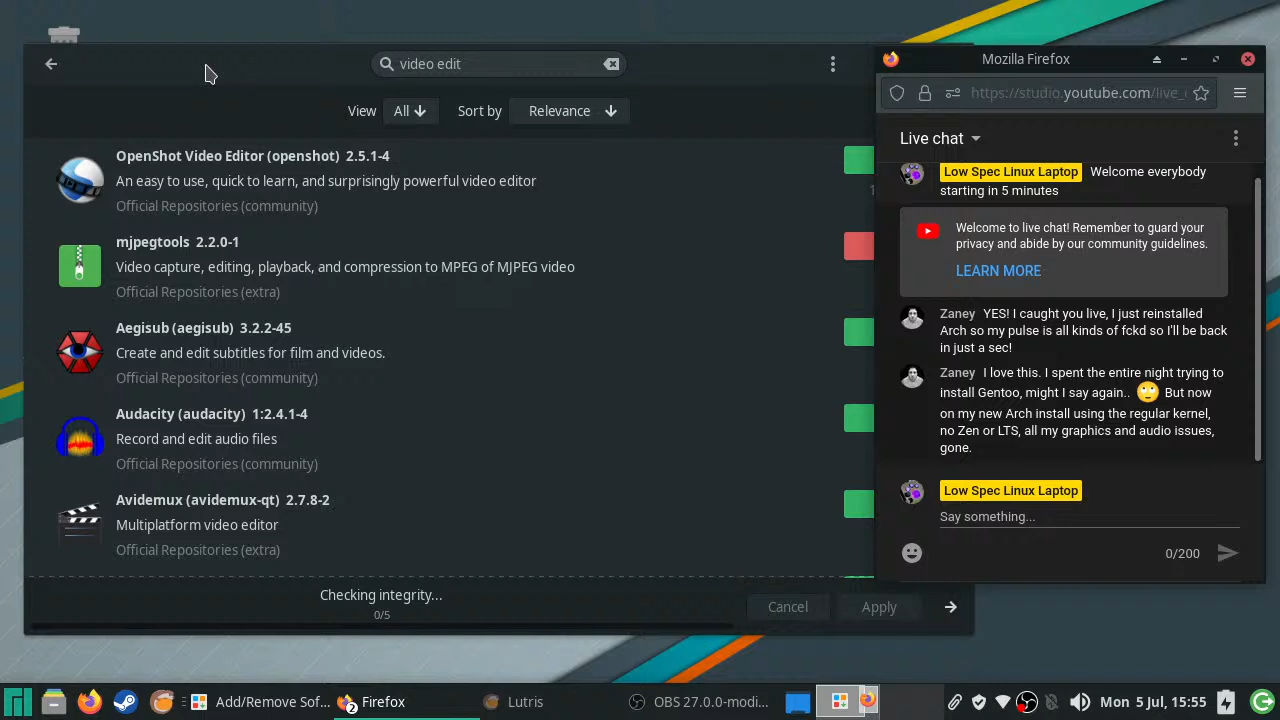 video edit
View All Sort by Relevance
OpenShot Video Editor (openshot) 2.5.1-4
An easy to use, quick to learn, and surprisingly powerful video editor
Official Repositories (community)
mjpegtools 2.2.0-1
Video capture, editing, playback, and compression to MPEG of MJPEG video
Official Repositories (extra)
Aegisub (aegisub) 3.2.2-45
Create and edit subtitles for film and videos.
Official Repositories (community)
Audacity (audacity) 1:2.4.1-4
Record and edit audio files
Official Repositories (community)
Avidemux (avidemux-qt) 2.7.8-2
Multiplatform video editor
Official Repositories (extra)
Checking integrity...
0/5
Cancel Apply
Mozilla Firefox
https://studio.youtube.com/live_
Live chat
Low Spec Linux Laptop Welcome everybody
starting in 5 minutes
Welcome to live chat! Remember to guard your
privacy and abide by our community guidelines.
LEARN MORE
Zaney YES! I caught you live, I just reinstalled
Arch so my pulse is all kinds of fckd so I'll be back
in just a sec!
Zaney I love this. I spent the entire night trying to
install Gentoo, might I say again.. 🙄 But now
on my new Arch install using the regular kernel,
no Zen or LTS, all my graphics and audio issues,
gone.
Low Spec Linux Laptop
Say something...
0/200
Add/Remove Sof... 2 Firefox Lutris OBS 27.0.0-modi... Mon 5 Jul, 15:55